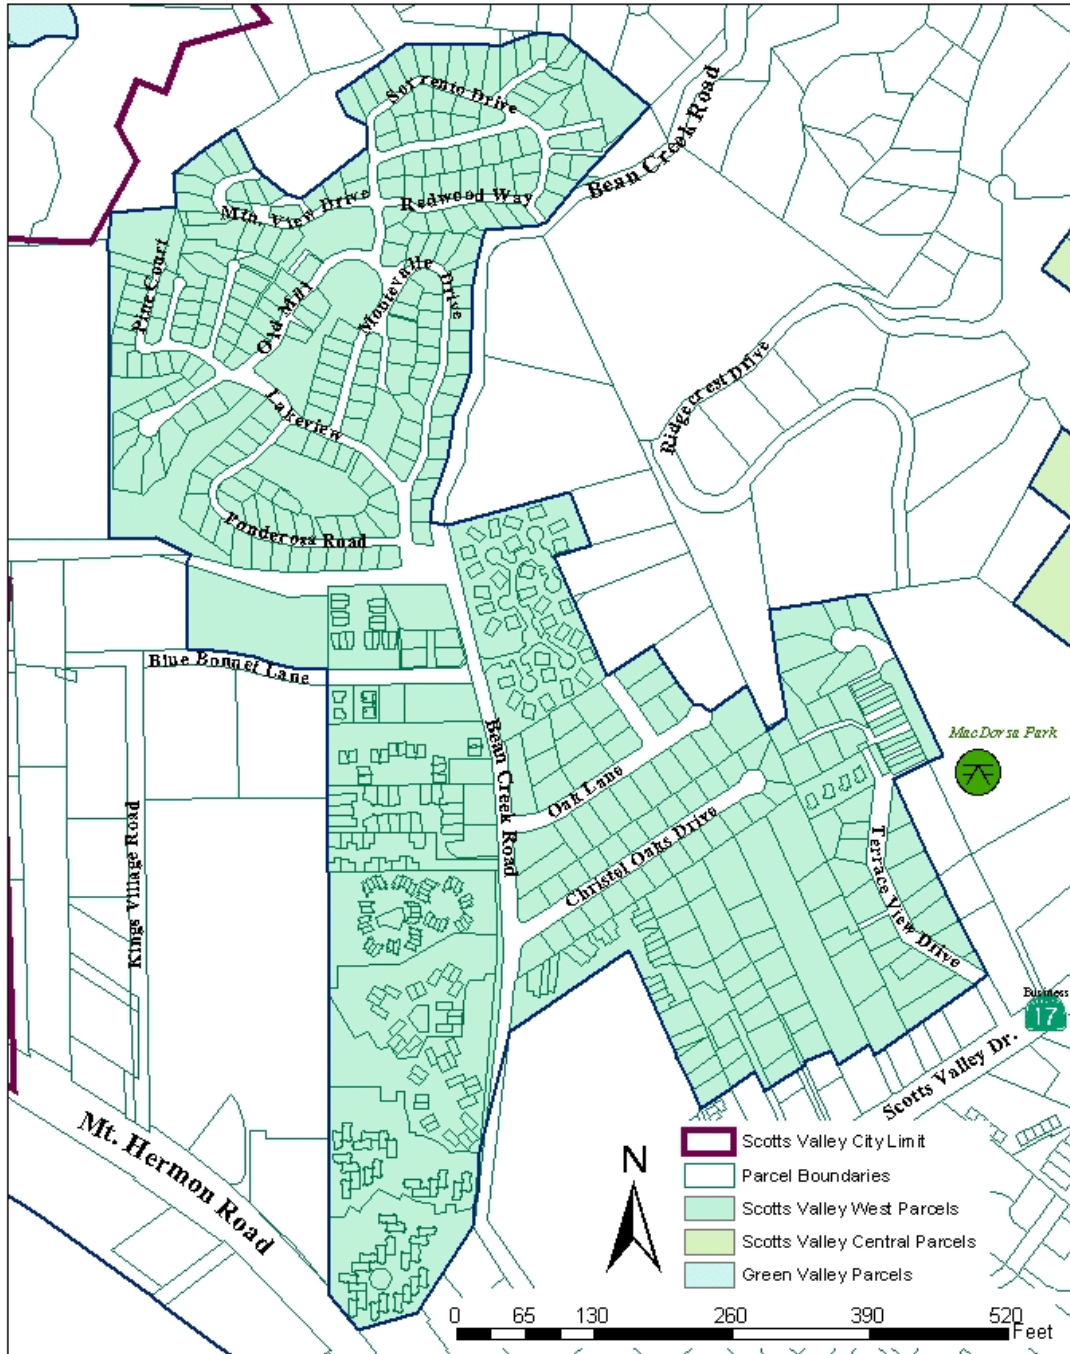 Sorrento Drive
Bean Creek Road
Redwood Way
Mtn. View Drive
Pine Court
Old Mill
Montevalle Drive
Ridgecrest Drive
Lakeview
Ponderosa Road
Blue Bonnet Lane
MacDorsa Park
Bean Creek Road
Oak Lane
Christel Oaks Drive
Kings Village Road
Terrace View Drive
Business
17
Scotts Valley Dr.
Mt. Hermon Road
N
Scotts Valley City Limit
Parcel Boundaries
Scotts Valley West Parcels
Scotts Valley Central Parcels
Green Valley Parcels
0 65 130 260 390 520
Feet